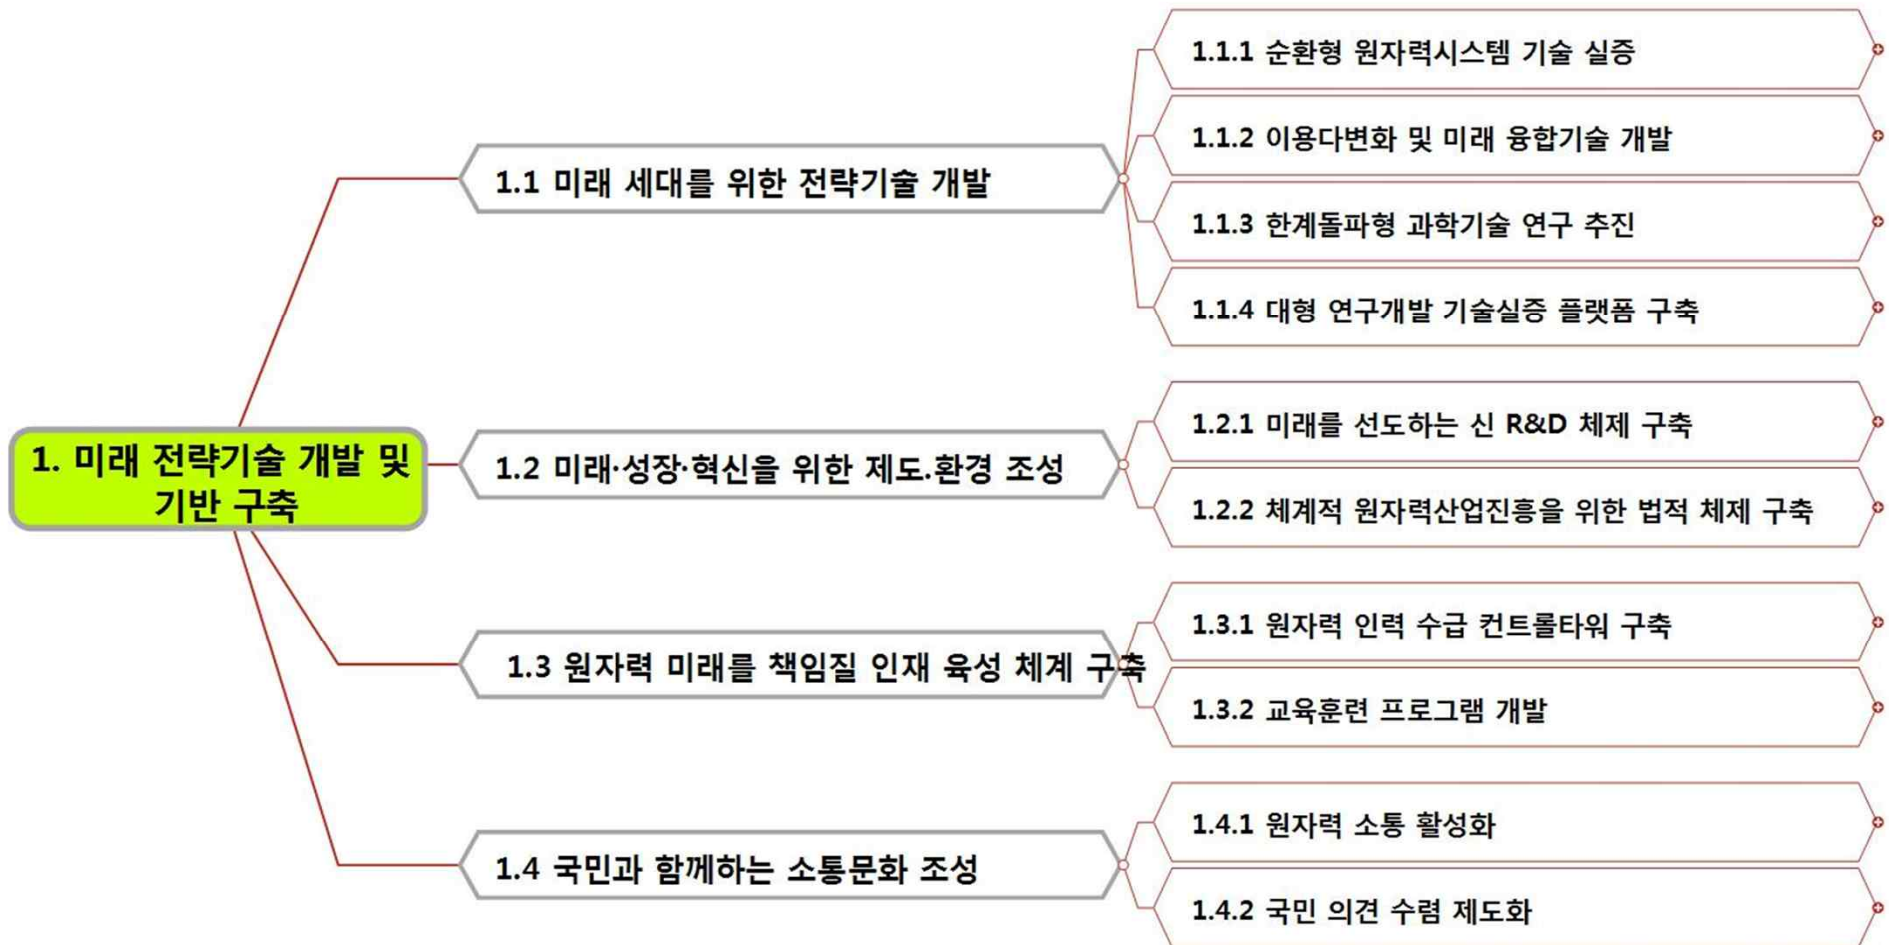 1. 미래 전략기술 개발 및
기반 구축
1.1 미래 세대를 위한 전략기술 개발
1.1.1 순환형 원자력시스템 기술 실증
1.1.2 이용다변화 및 미래 융합기술 개발
1.1.3 한계돌파형 과학기술 연구 추진
1.1.4 대형 연구개발 기술실증 플랫폼 구축
1.2 미래·성장·혁신을 위한 제도.환경 조성
1.2.1 미래를 선도하는 신 R&D 체제 구축
1.2.2 체계적 원자력산업진흥을 위한 법적 체제 구축
1.3 원자력 미래를 책임질 인재 육성 체계 구축
1.3.1 원자력 인력 수급 컨트롤타워 구축
1.3.2 교육훈련 프로그램 개발
1.4 국민과 함께하는 소통문화 조성
1.4.1 원자력 소통 활성화
1.4.2 국민 의견 수렴 제도화